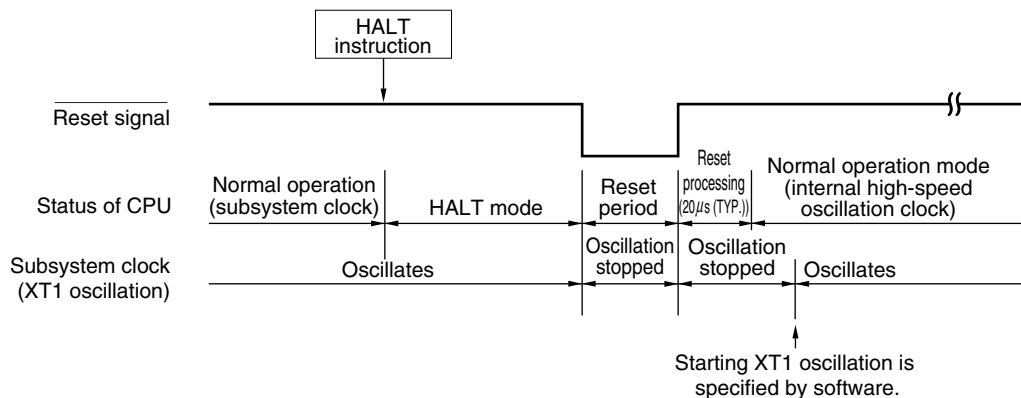 HALT
instruction
Reset signal
Status of CPU
Normal operation
(subsystem clock)
HALT mode
Reset
period
Reset
processing
(20μs (TYP.))
Normal operation mode
(internal high-speed
oscillation clock)
Subsystem clock
(XT1 oscillation)
Oscillates
Oscillation
stopped
Oscillation
stopped
Oscillates
Starting XT1 oscillation is
specified by software.